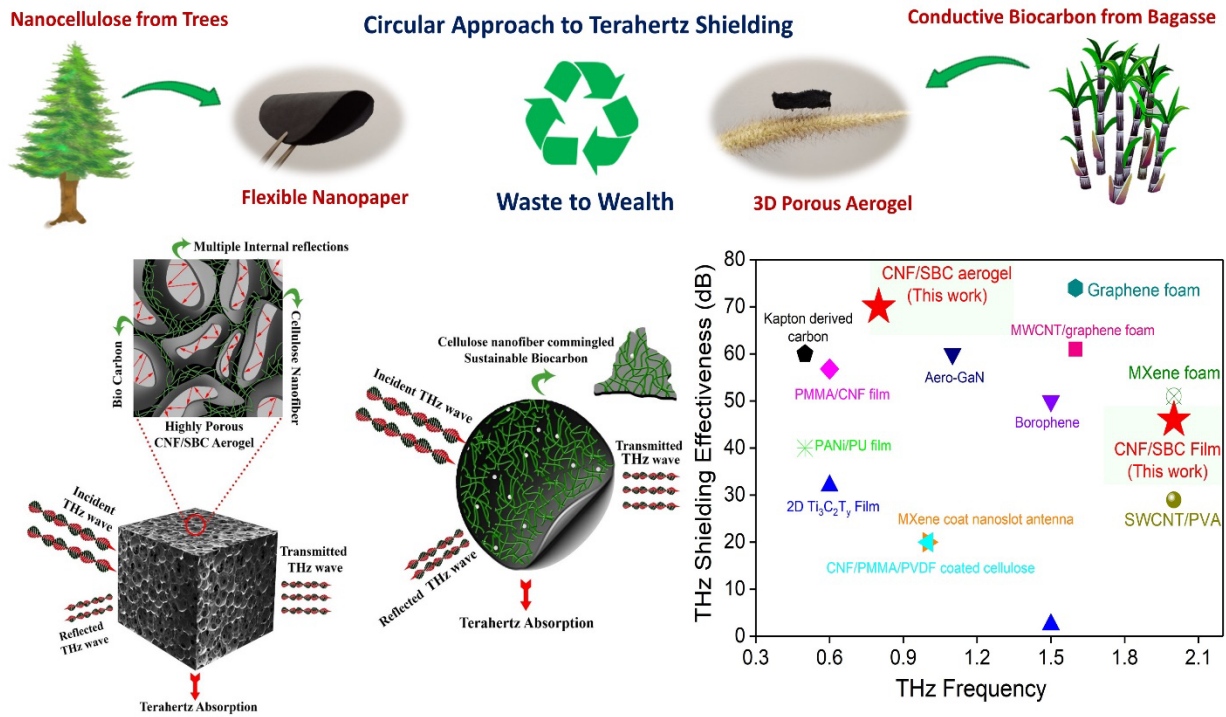 Nanocellulose from Trees
Circular Approach to Terahertz Shielding
Conductive Biocarbon from Bagasse
Flexible Nanopaper
Waste to Wealth
3D Porous Aerogel
Multiple Internal reflections
Bio Carbon
Cellulose Nanofiber
Highly Porous
CNF/SBC Aerogel
Incident
THz wave
Transmitted
THz wave
Reflected
THz wave
Terahertz Absorption
Cellulose nanofiber commingled
Sustainable Biocarbon
Incident THz wave
Transmitted
THz wave
Reflected THz wave
Terahertz Absorption
THz Shielding Effectiveness (dB)
80
70
60
50
40
30
20
10
0
CNF/SBC aerogel
(This work)
Graphene foam
Kapton derived
carbon
MWCNT/graphene foam
PMMA/CNF film
Aero-GaN
MXene foam
Borophene
PANi/PU film
CNF/SBC Film
(This work)
2D Ti₃C₂Tᵧ Film
SWCNT/PVA
MXene coat nanoslot antenna
CNF/PMMA/PVDF coated cellulose
0.3 0.6 0.9 1.2 1.5 1.8 2.1
THz Frequency